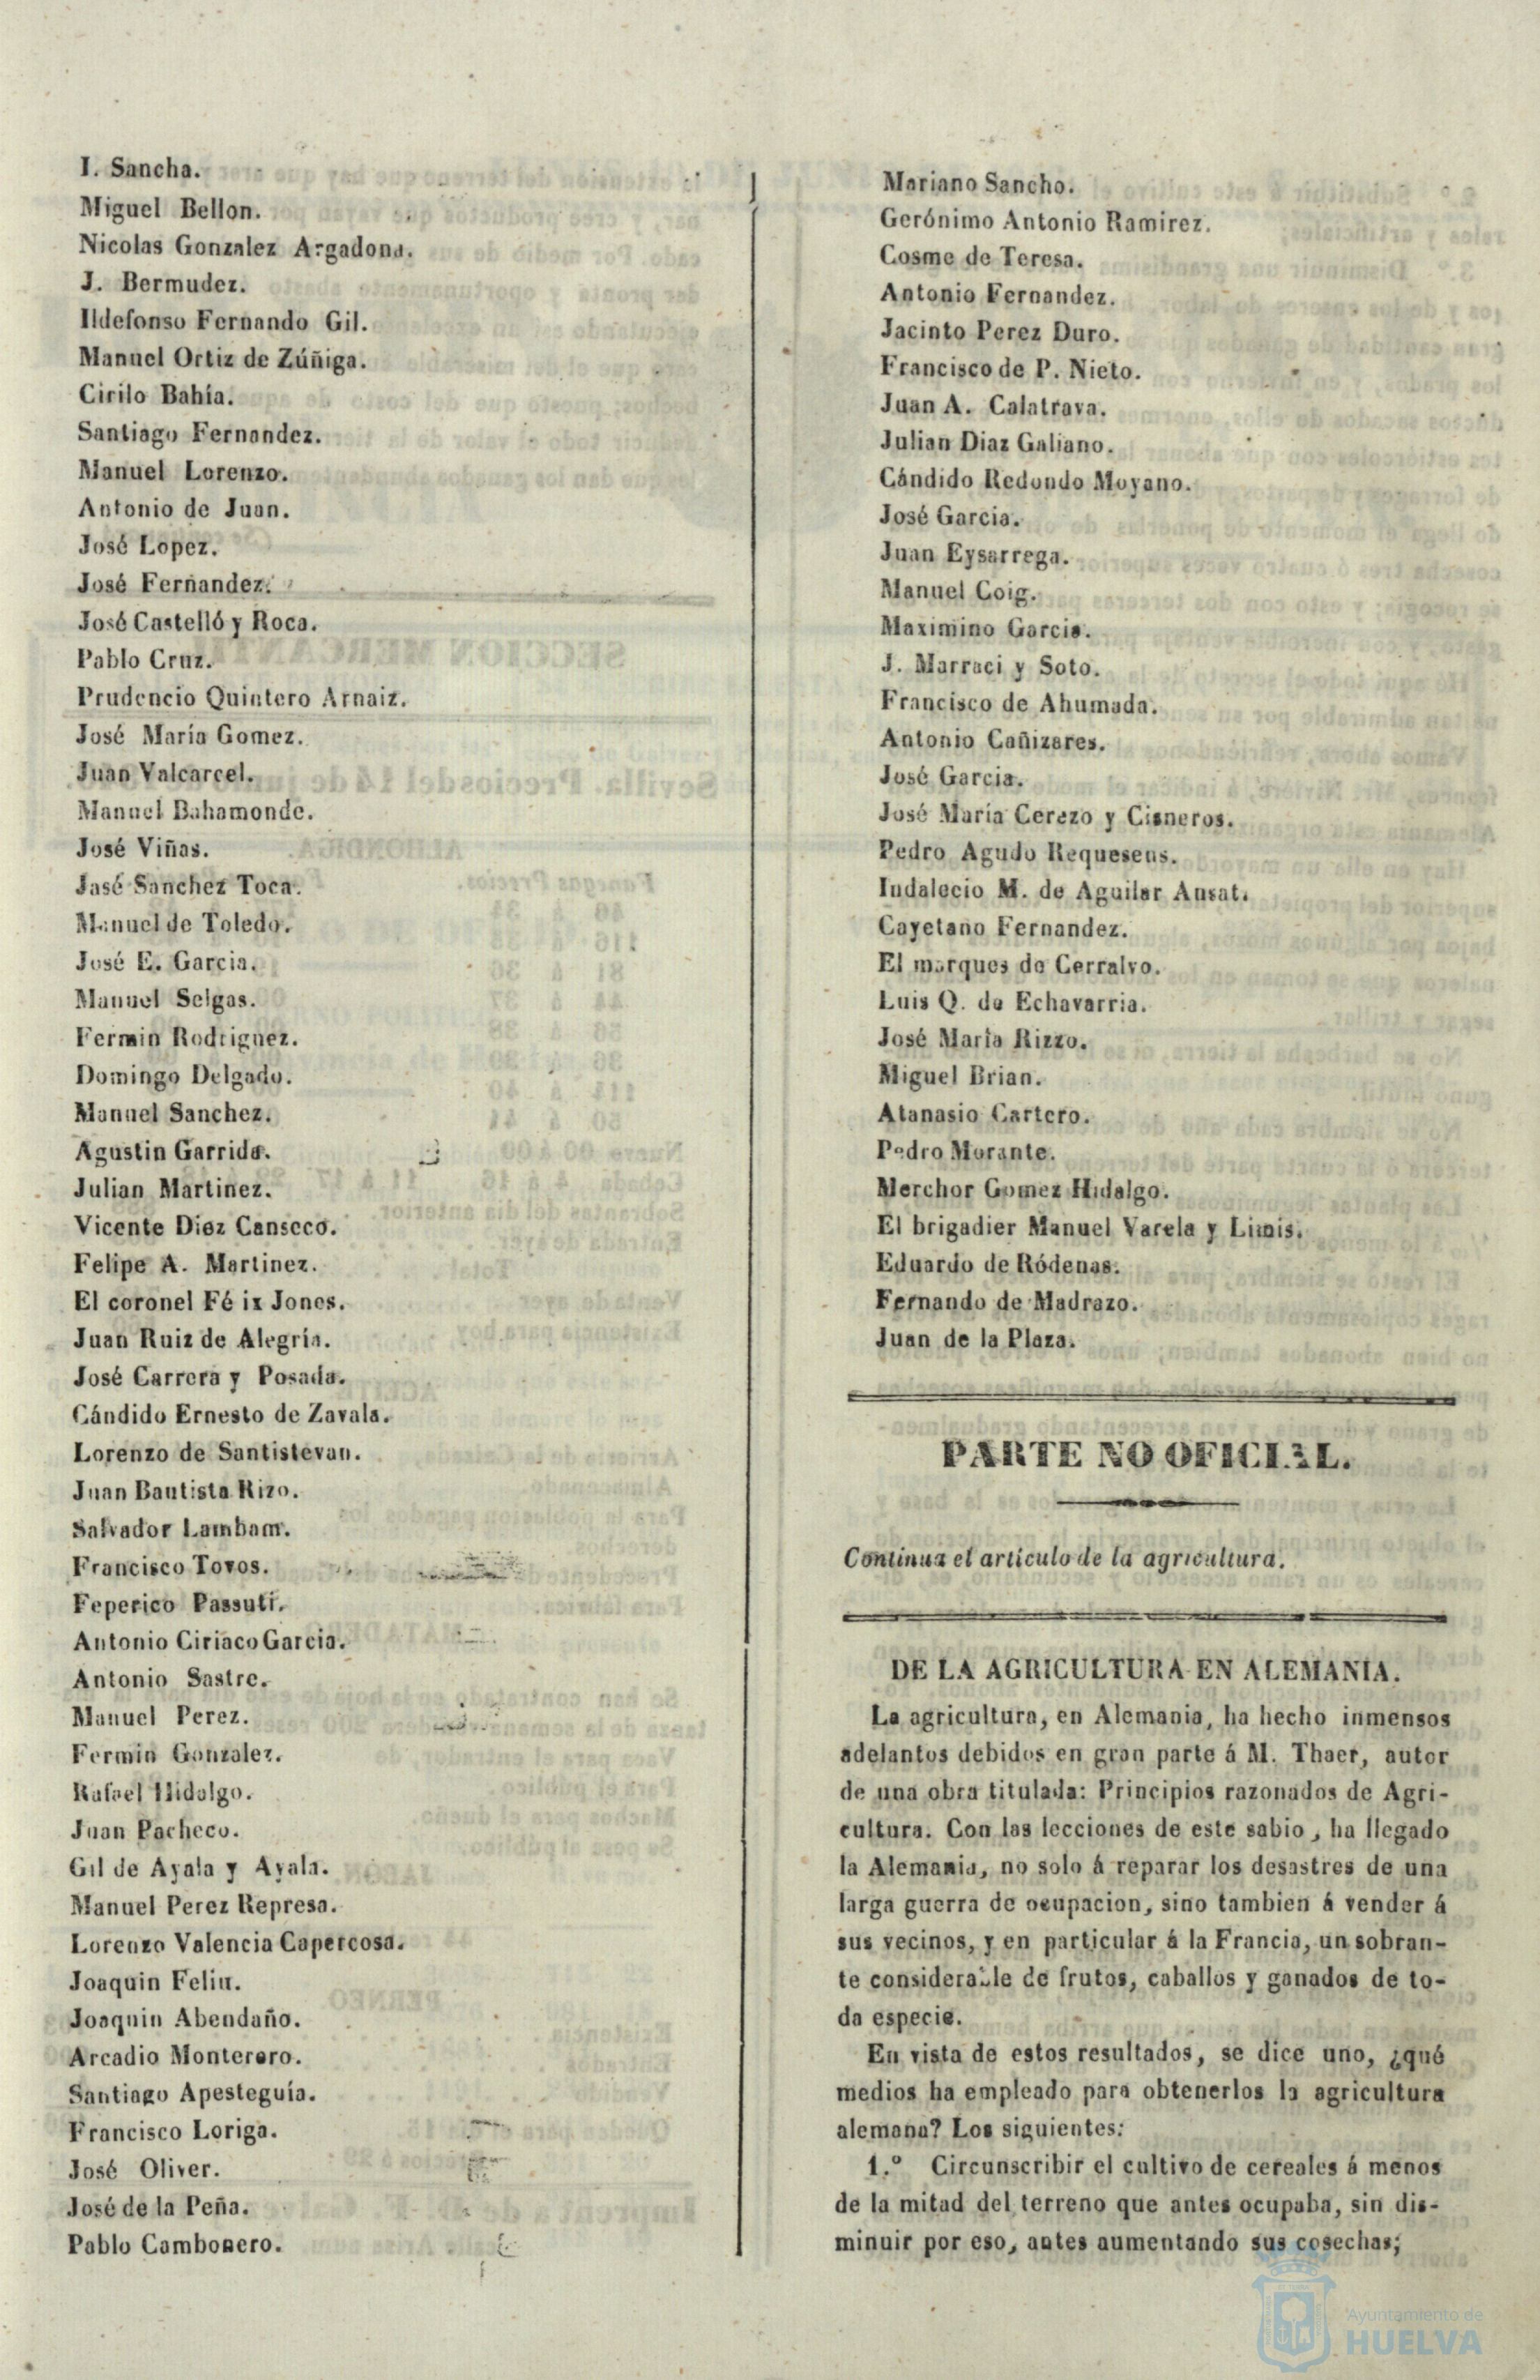 I. Sancha.
Miguel Bellon.
Nicolas Gonzalez Argadona.
J. Bermudez.
Ildefonso Fernando Gil.
Manuel Ortiz de Zúñiga.
Cirilo Bahía.
Santiago Fernandez.
Manuel Lorenzo.
Antonio de Juan.
José Lopez.
José Fernandez.
José Castelló y Roca.
Pablo Cruz.
Prudencio Quintero Arnaiz.
José María Gomez.
Juan Valcarcel.
Manuel Bahamonde.
José Viñas.
Jasé Sanchez Toca.
Manuel de Toledo.
José E. Garcia.
Manuel Selgas.
Fermin Rodriguez.
Domingo Delgado.
Manuel Sanchez.
Agustin Garrido.
Julian Martinez.
Vicente Diez Canseco.
Felipe A. Martinez.
El coronel Fé ix Jones.
Juan Ruiz de Alegría.
José Carrera y Posada.
Cándido Ernesto de Zavala.
Lorenzo de Santistevan.
Juan Bautista Rizo.
Salvador Lambam.
Francisco Tovos.
Feperico Passuti.
Antonio Ciriaco Garcia.
Antonio Sastre.
Manuel Perez.
Fermin Gonzalez.
Rafael Hidalgo.
Juan Pacheco.
Gil de Ayala y Ayala.
Manuel Perez Represa.
Lorenzo Valencia Capercosa.
Joaquin Feliu.
Joaquin Abendaño.
Arcadio Monterero.
Santiago Apesteguía.
Francisco Loriga.
José Oliver.
José de la Peña.
Pablo Cambonero.
Mariano Sancho.
Gerónimo Antonio Ramirez.
Cosme de Teresa.
Antonio Fernandez.
Jacinto Perez Duro.
Francisco de P. Nieto.
Juan A. Calatrava.
Julian Diaz Galiano.
Cándido Redondo Moyano.
José Garcia.
Juan Eysarrega.
Manuel Coig.
Maximino Garcia.
J. Marraci y Soto.
Francisco de Ahumada.
Antonio Cañizares.
José Garcia.
José María Cerezo y Cisneros.
Pedro Agudo Requesens.
Indalecio M. de Aguilar Ausat.
Cayetano Fernandez.
El marques de Cerralvo.
Luis Q. de Echavarria.
José María Rizzo.
Miguel Brian.
Atanasio Cartero.
Pedro Morante.
Merchor Gomez Hidalgo.
El brigadier Manuel Varela y Limis.
Eduardo de Ródenas.
Fernando de Madrazo.
Juan de la Plaza.
PARTE NO OFICIAL.
Continua el artículo de la agricultura.
DE LA AGRICULTURA EN ALEMANIA.
La agricultura, en Alemania, ha hecho inmensos
adelantos debidos en gran parte á M. Thaer, autor
de una obra titulada: Principios razonados de Agri-
cultura. Con las lecciones de este sabio, ha llegado
la Alemania, no solo á reparar los desastres de una
larga guerra de ocupacion, sino tambien á vender á
sus vecinos, y en particular á la Francia, un sobran-
te considerable de frutos, caballos y ganados de to-
da especie.
En vista de estos resultados, se dice uno, ¿qué
medios ha empleado para obtenerlos la agricultura
alemana? Los siguientes:
1.º Circunscribir el cultivo de cereales á menos
de la mitad del terreno que antes ocupaba, sin dis-
minuir por eso, antes aumentando sus cosechas;
Ayuntamiento de
HUELVA